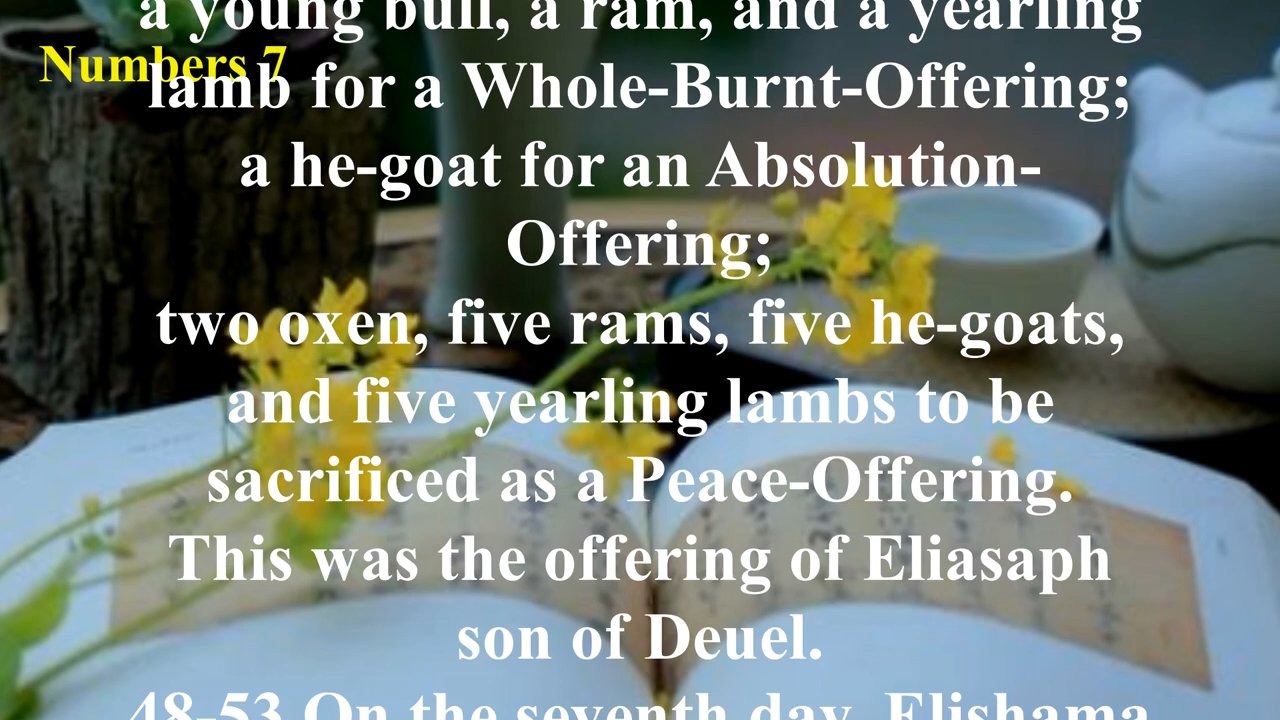 a young bull, a ram, and a yearling
Numbers 7
lamb for a Whole-Burnt-Offering;
a he-goat for an Absolution-
Offering;
two oxen, five rams, five he-goats,
and five yearling lambs to be
sacrificed as a Peace-Offering.
This was the offering of Eliasaph
son of Deuel.
48-53 On the seventh day, Elishama